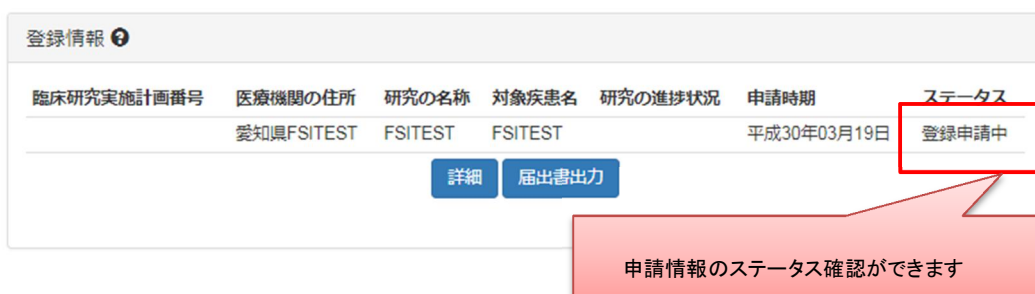 登録情報 ?
臨床研究実施計画番号 医療機関の住所 研究の名称 対象疾患名 研究の進捗状況 申請時期 ステータス
愛知県FSITEST FSITEST FSITEST 平成30年03月19日 登録申請中
詳細 届出書出力
申請情報のステータス確認ができます